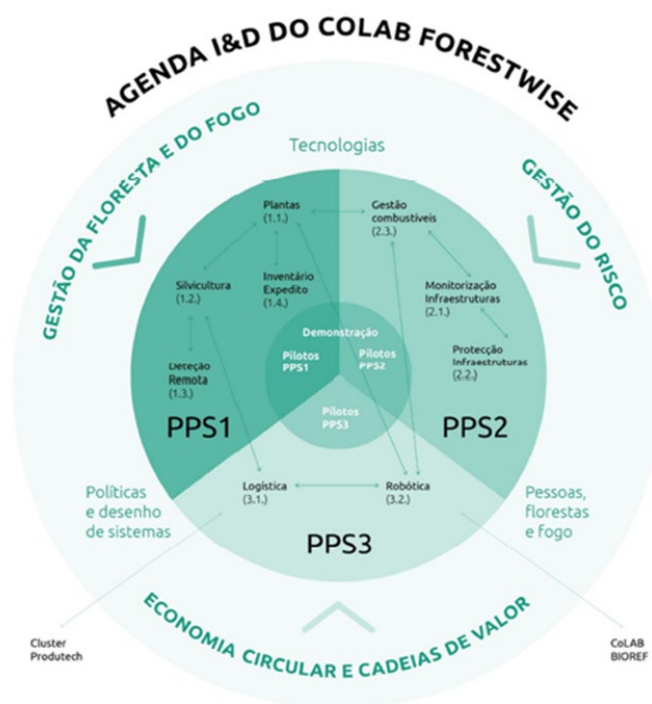 AGENDA I&D DO COLAB FORESTWISE
GESTÃO DA FLORESTA E DO FOGO
Tecnologias
GESTÃO DO RISCO
Plantas
(1.1.)
Gestão
combustíveis
(2.3.)
Silvicultura
(1.2.)
Inventário
Expedito
(1.4.)
Monitorização
Infraestruturas
(2.1.)
Demonstração
Pilotos
PPS1
Pilotos
PPS2
Protecção
Infraestruturas
(2.2.)
Deteção
Remota
(1.3.)
Pilotos
PPS3
PPS1
PPS2
Logística
(3.1.)
Robótica
(3.2.)
Políticas
e desenho
de sistemas
Pessoas,
florestas
e fogo
PPS3
ECONOMIA CIRCULAR E CADEIAS DE VALOR
Cluster
Produtech
CoLAB
BIOREF